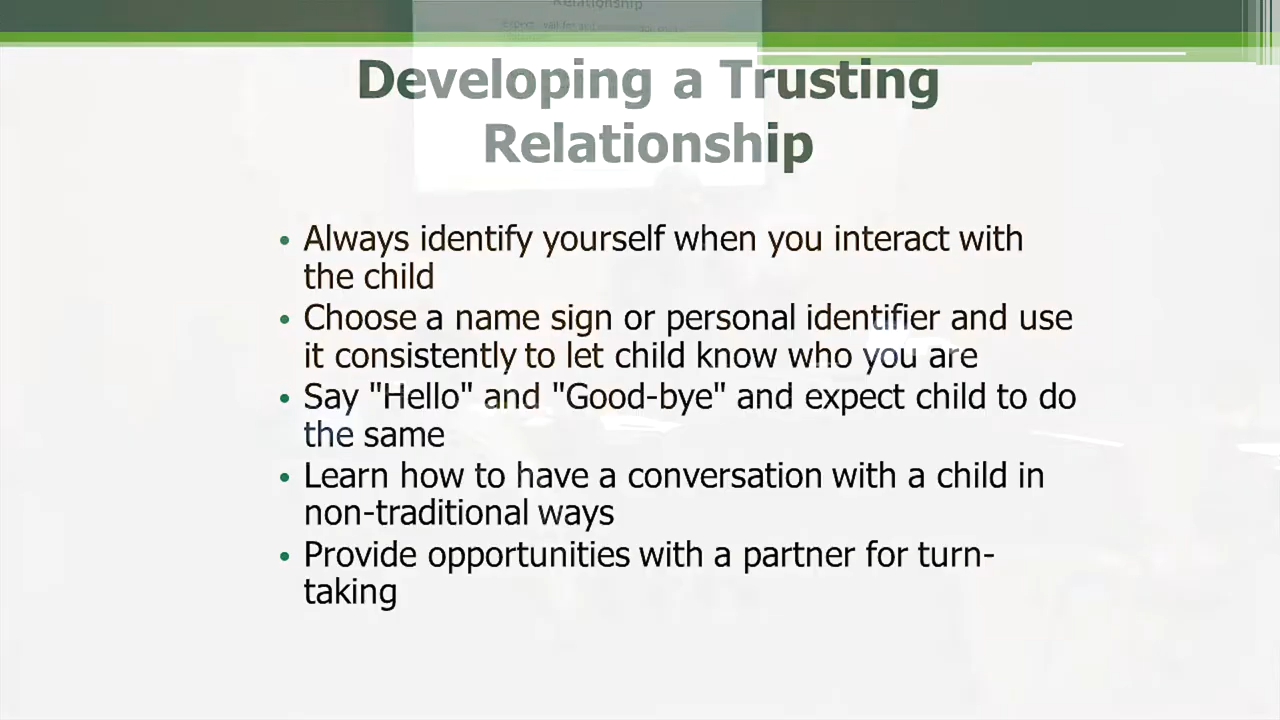 Relationship
Developing a Trusting
Relationship
• Always identify yourself when you interact with
the child
• Choose a name sign or personal identifier and use
it consistently to let child know who you are
• Say "Hello" and "Good-bye" and expect child to do
the same
• Learn how to have a conversation with a child in
non-traditional ways
• Provide opportunities with a partner for turn-
taking